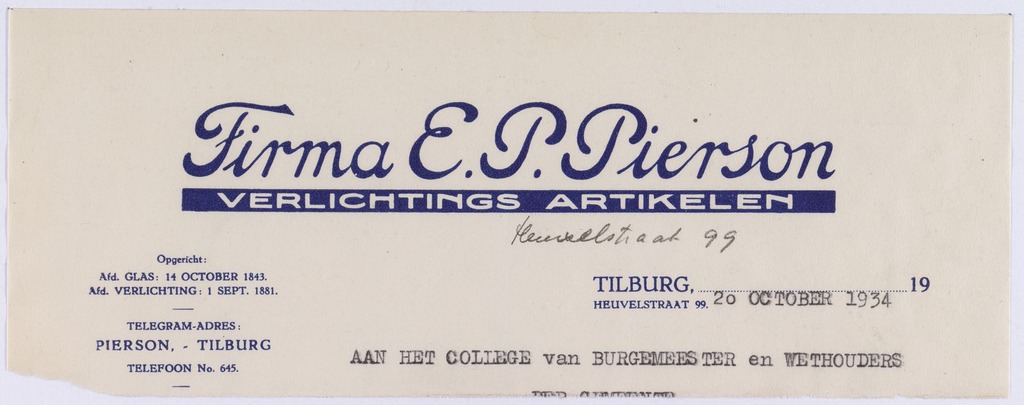 Firma E. P. Pierson
VERLICHTINGS ARTIKELEN
Heuvelstraat 99
Opgericht:
Afd. GLAS: 14 OCTOBER 1843.
Afd. VERLICHTING: 1 SEPT. 1881.
TELEGRAM-ADRES:
PIERSON, - TILBURG
TELEFOON No. 645.
TILBURG, 19
HEUVELSTRAAT 99. 20 OCTOBER 1934
AAN HET COLLEGE van BURGEMEESTER en WETHOUDERS
DER GEMEENTE